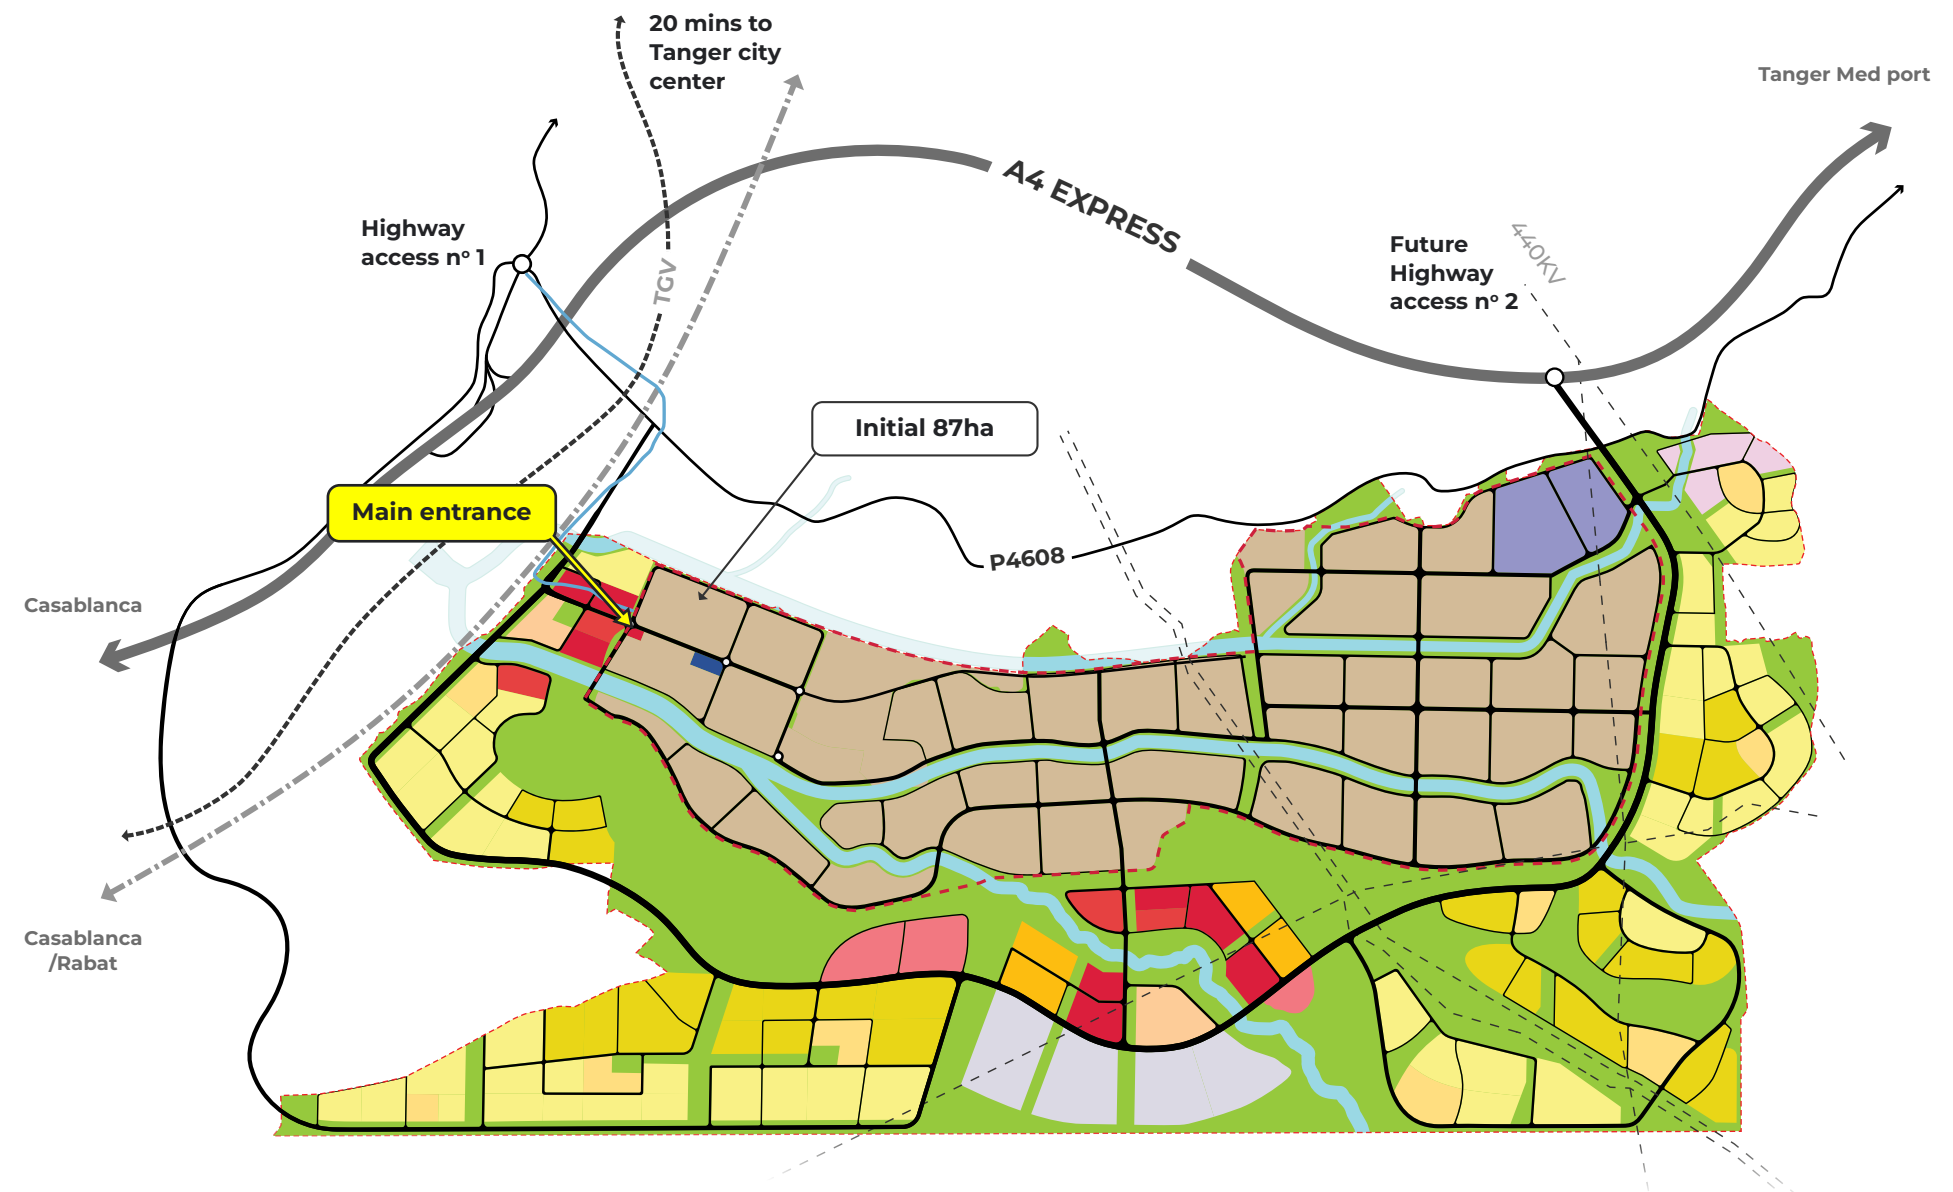 20 mins to
Tanger city
center
Tanger Med port
A4 EXPRESS
Highway
access n° 1
Future
Highway
access n° 2
440KV
TGV
Initial 87ha
Main entrance
P4608
Casablanca
Casablanca
/Rabat